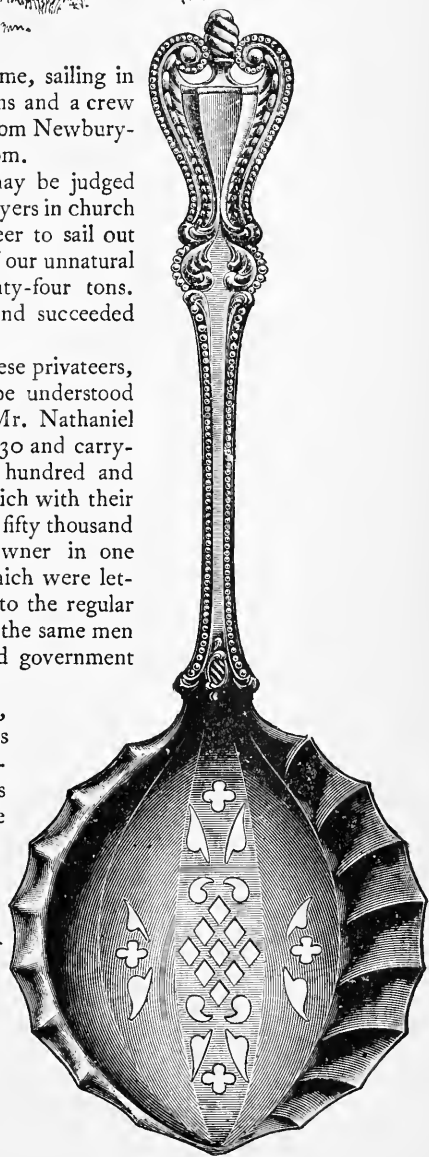 me, sailing in
ns and a crew
om Newbury-
om.
ay be judged
yers in church
eer to sail out
our unnatural
ty-four tons.
nd succeeded
ese privateers,
be understood
Mr. Nathaniel
30 and carry-
hundred and
ich with their
fifty thousand
wner in one
hich were let-
to the regular
the same men
d government
,
s
-
s
e
.